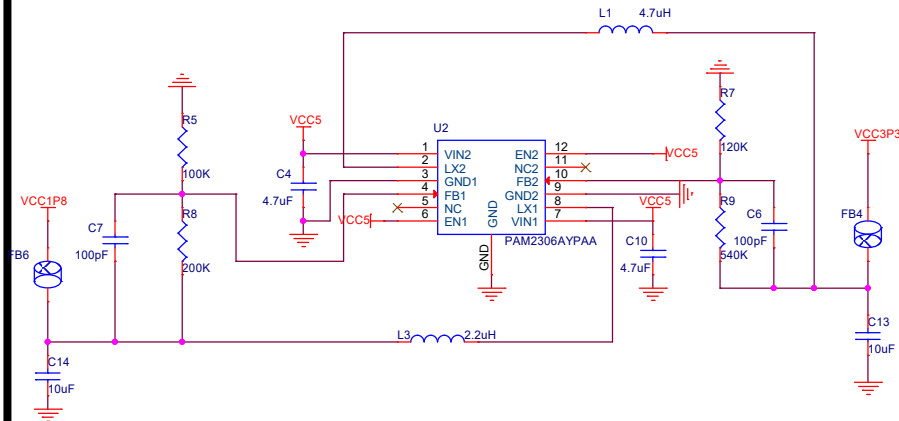 L1 4.7uH
R5
100K
R7
120K
VCC5
U2
VCC3P3
1 VIN2
2 LX2
3 GND1
4 FB1
5 NC
6 EN1
EN2 12
NC2 11
FB2 10
GND2 9
LX1 8
VIN1 7
GND
GND
PAM2306AYPAA
VCC5
C4
4.7uF
VCC5
VCC5
VCC1P8
C7
100pF
R8
200K
FB6
C10
4.7uF
R9
540K
C6
100pF
FB4
L3 2.2uH
C14
10uF
C13
10uF